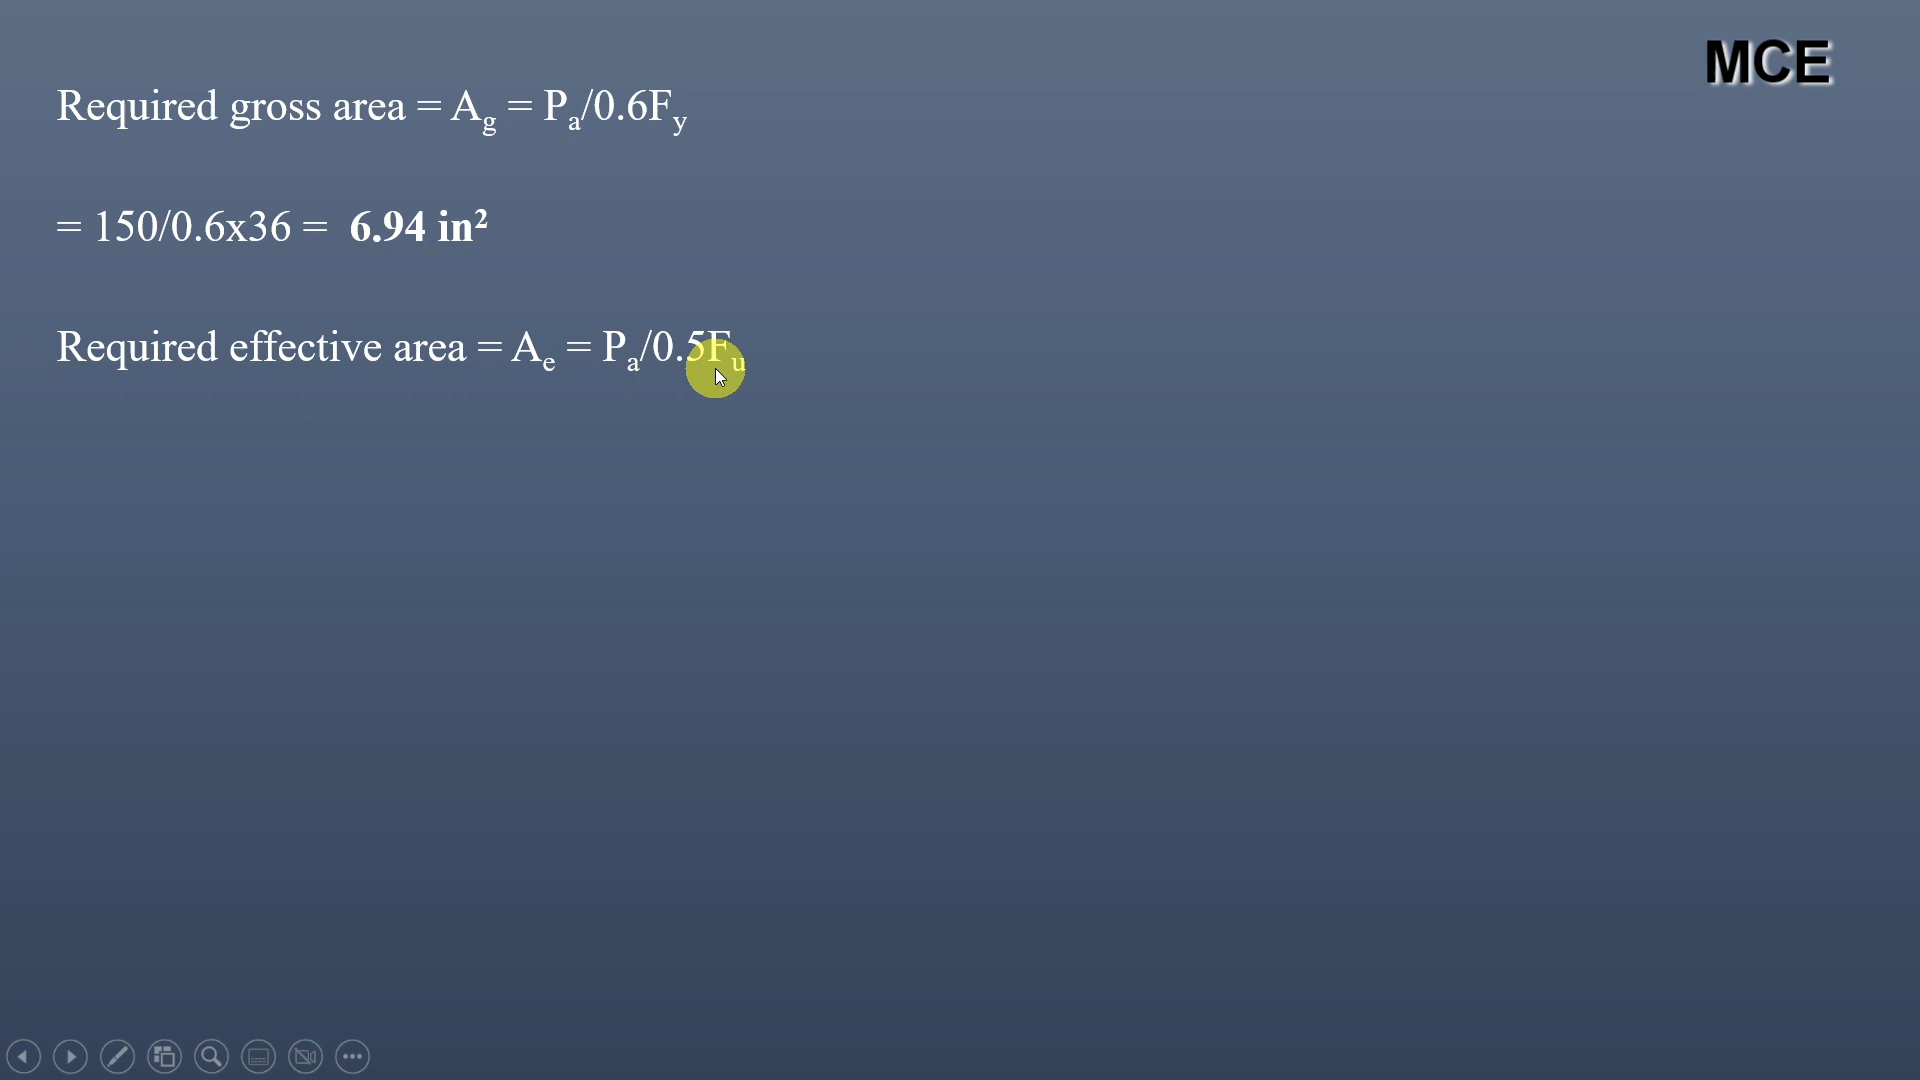 MCE
Required gross area = Ag = Pa/0.6Fy
= 150/0.6x36 = 6.94 in²
Required effective area = Ae = Pa/0.5Fu